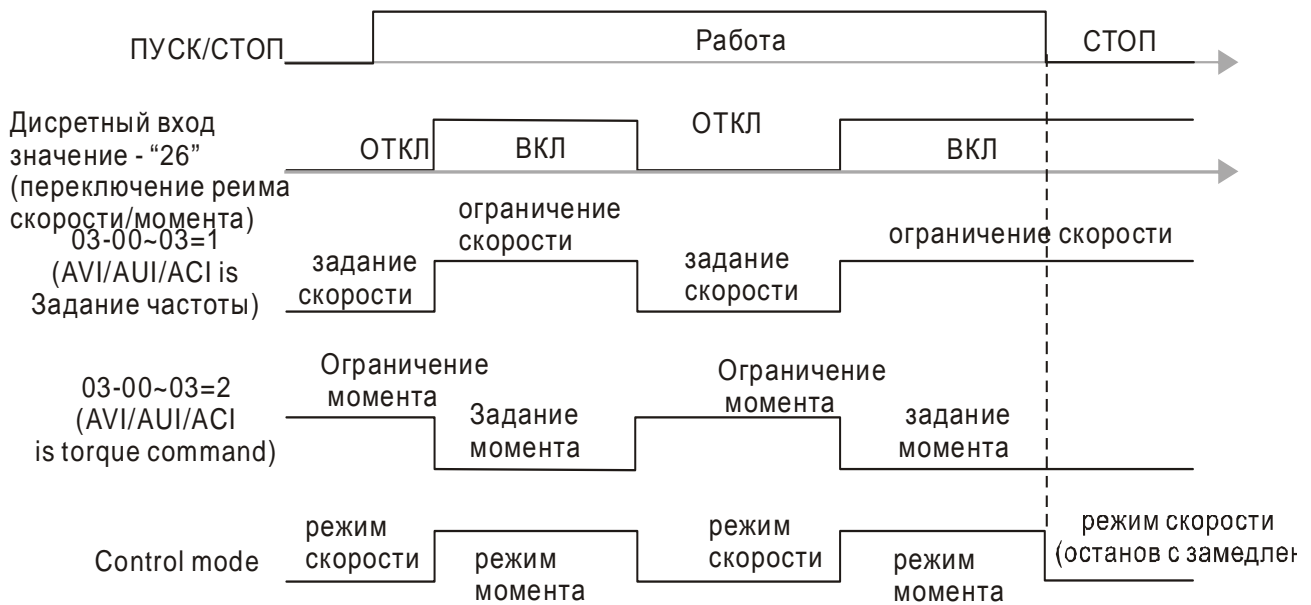 ПУСК/СТОП
Работа
СТОП
Дисретный вход
значение - “26”
(переключение реима
скорости/момента)
ОТКЛ
ВКЛ
ОТКЛ
ВКЛ
03-00~03=1
(AVI/AUI/ACI is
Задание частоты)
задание
скорости
ограничение
скорости
задание
скорости
ограничение скорости
03-00~03=2
(AVI/AUI/ACI
is torque command)
Ограничение
момента
Задание
момента
Ограничение
момента
задание
момента
Control mode
режим
скорости
режим
момента
режим
скорости
режим
момента
режим скорости
(останов с замедлен